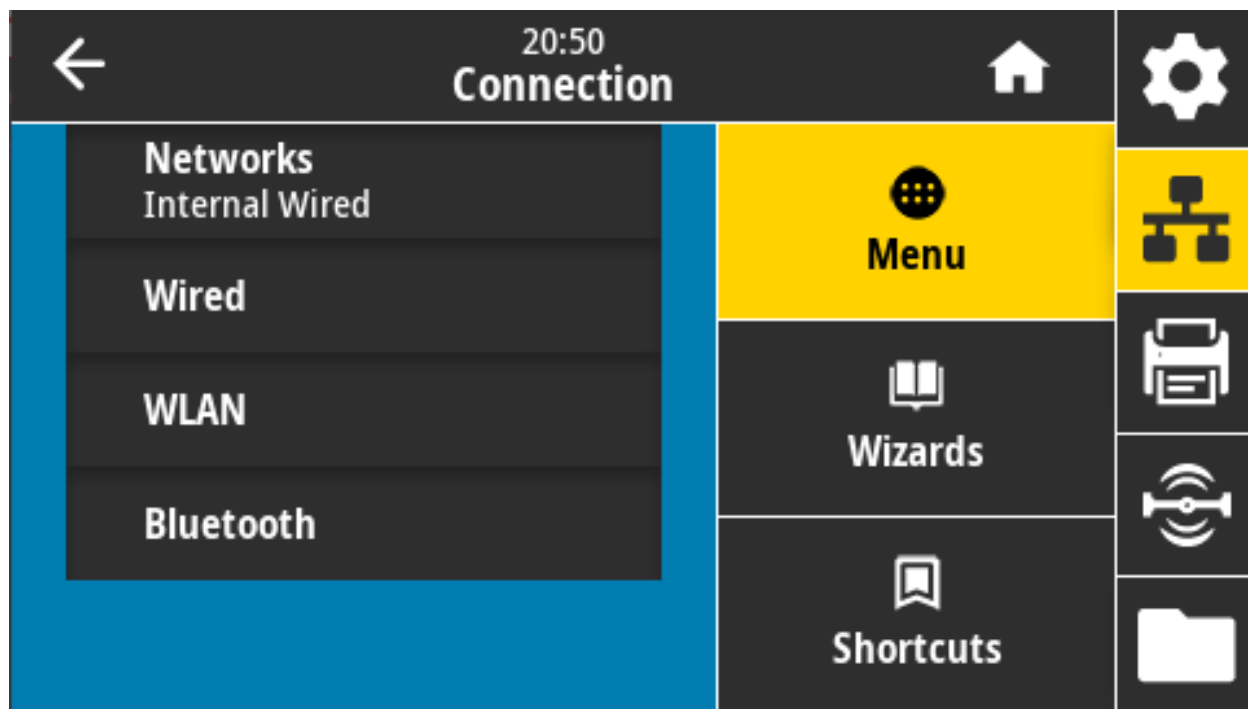 20:50
Connection
Networks
Internal Wired
Wired
WLAN
Bluetooth
Menu
Wizards
Shortcuts